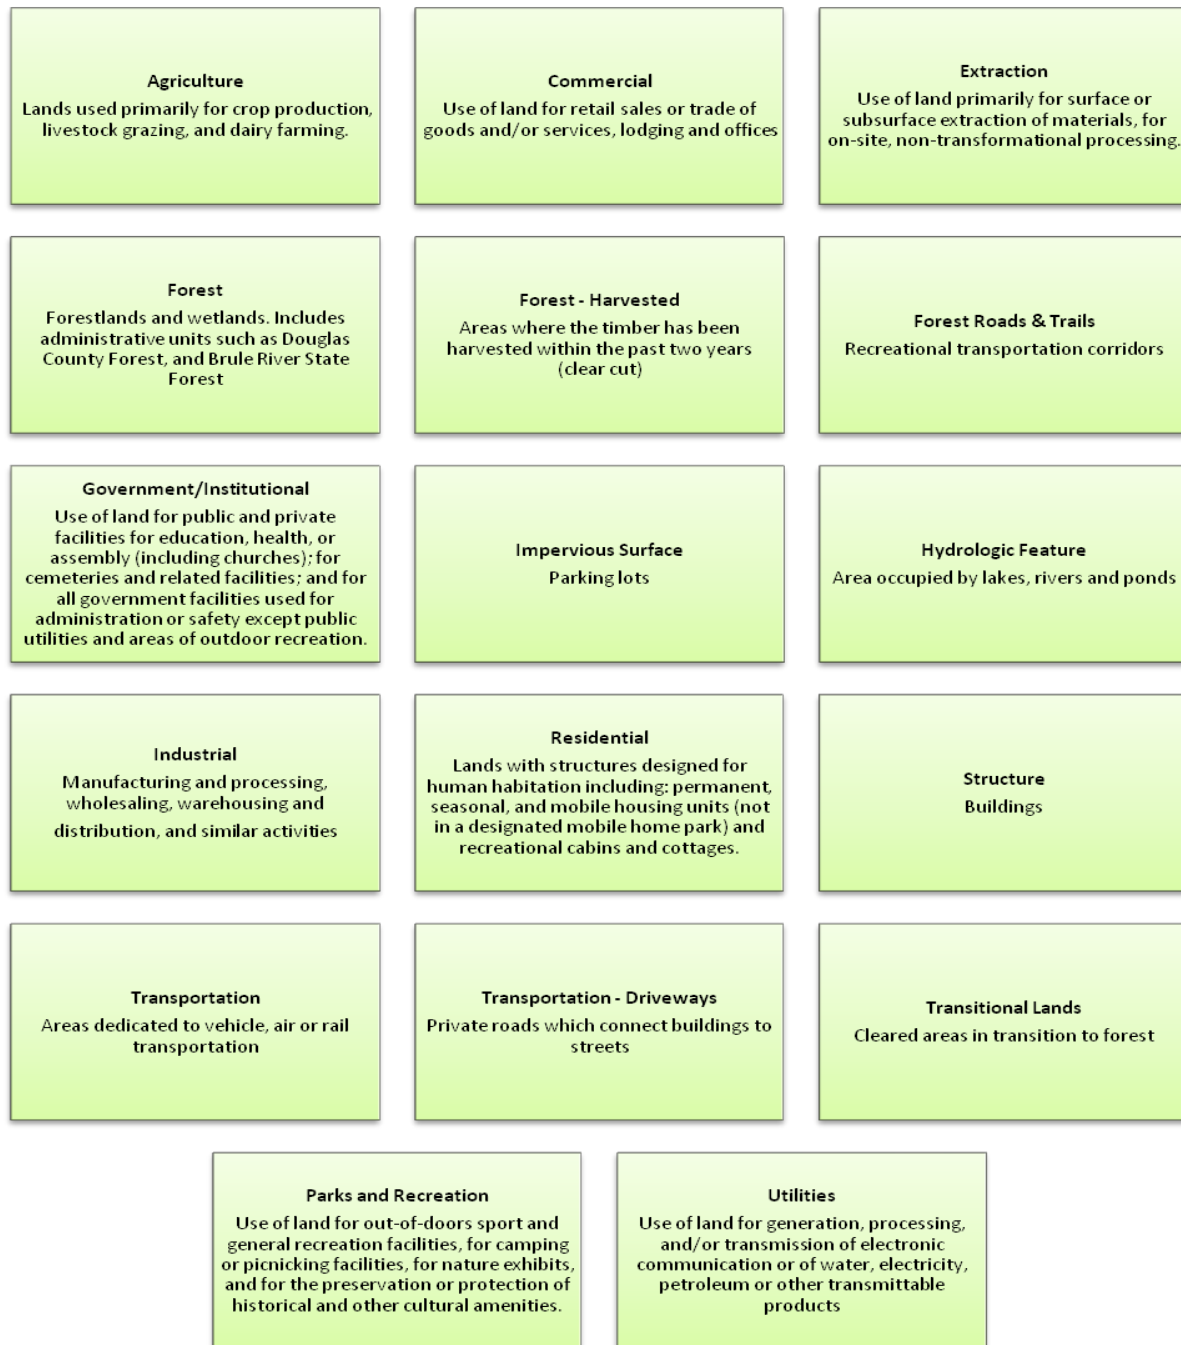 Agriculture
Lands used primarily for crop production,
livestock grazing, and dairy farming.
Commercial
Use of land for retail sales or trade of
goods and/or services, lodging and offices
Extraction
Use of land primarily for surface or
subsurface extraction of materials, for
on-site, non-transformational processing.
Forest
Forestlands and wetlands. Includes
administrative units such as Douglas
County Forest, and Brule River State
Forest
Forest - Harvested
Areas where the timber has been
harvested within the past two years
(clear cut)
Forest Roads & Trails
Recreational transportation corridors
Government/Institutional
Use of land for public and private
facilities for education, health, or
assembly (including churches); for
cemeteries and related facilities; and for
all government facilities used for
administration or safety except public
utilities and areas of outdoor recreation.
Impervious Surface
Parking lots
Hydrologic Feature
Area occupied by lakes, rivers and ponds
Industrial
Manufacturing and processing,
wholesaling, warehousing and
distribution, and similar activities
Residential
Lands with structures designed for
human habitation including: permanent,
seasonal, and mobile housing units (not
in a designated mobile home park) and
recreational cabins and cottages.
Structure
Buildings
Transportation
Areas dedicated to vehicle, air or rail
transportation
Transportation - Driveways
Private roads which connect buildings to
streets
Transitional Lands
Cleared areas in transition to forest
Parks and Recreation
Use of land for out-of-doors sport and
general recreation facilities, for camping
or picnicking facilities, for nature exhibits,
and for the preservation or protection of
historical and other cultural amenities.
Utilities
Use of land for generation, processing,
and/or transmission of electronic
communication or of water, electricity,
petroleum or other transmittable
products